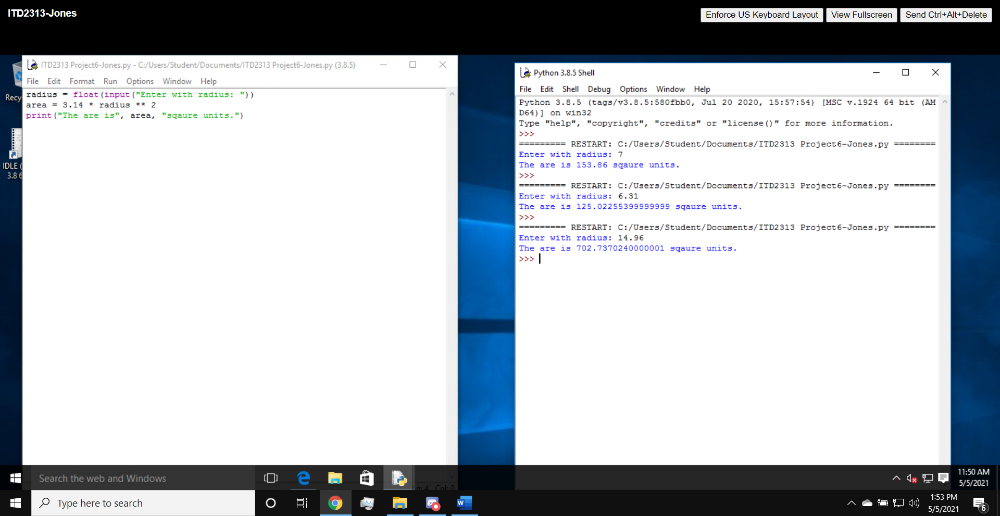 ITD2313-Jones
Enforce US Keyboard Layout
View Fullscreen
Send Ctrl+Alt+Delete
Recy
IDLE (
3.8 6
ITD2313 Project6-Jones.py - C:/Users/Student/Documents/ITD2313 Project6-Jones.py (3.8.5)
File Edit Format Run Options Window Help
radius = float(input("Enter with radius: "))
area = 3.14 * radius ** 2
print("The are is", area, "sqaure units.")
Python 3.8.5 Shell
File Edit Shell Debug Options Window Help
Python 3.8.5 (tags/v3.8.5:580fbb0, Jul 20 2020, 15:57:54) [MSC v.1924 64 bit (AM
D64)] on win32
Type "help", "copyright", "credits" or "license()" for more information.
>>>
========= RESTART: C:/Users/Student/Documents/ITD2313 Project6-Jones.py ========
Enter with radius: 7
The are is 153.86 sqaure units.
>>>
========= RESTART: C:/Users/Student/Documents/ITD2313 Project6-Jones.py ========
Enter with radius: 6.31
The are is 125.02255399999999 sqaure units.
>>>
========= RESTART: C:/Users/Student/Documents/ITD2313 Project6-Jones.py ========
Enter with radius: 14.96
The are is 702.7370240000001 sqaure units.
>>>
Search the web and Windows
11:50 AM
5/5/2021
Type here to search
1:53 PM
5/5/2021
6